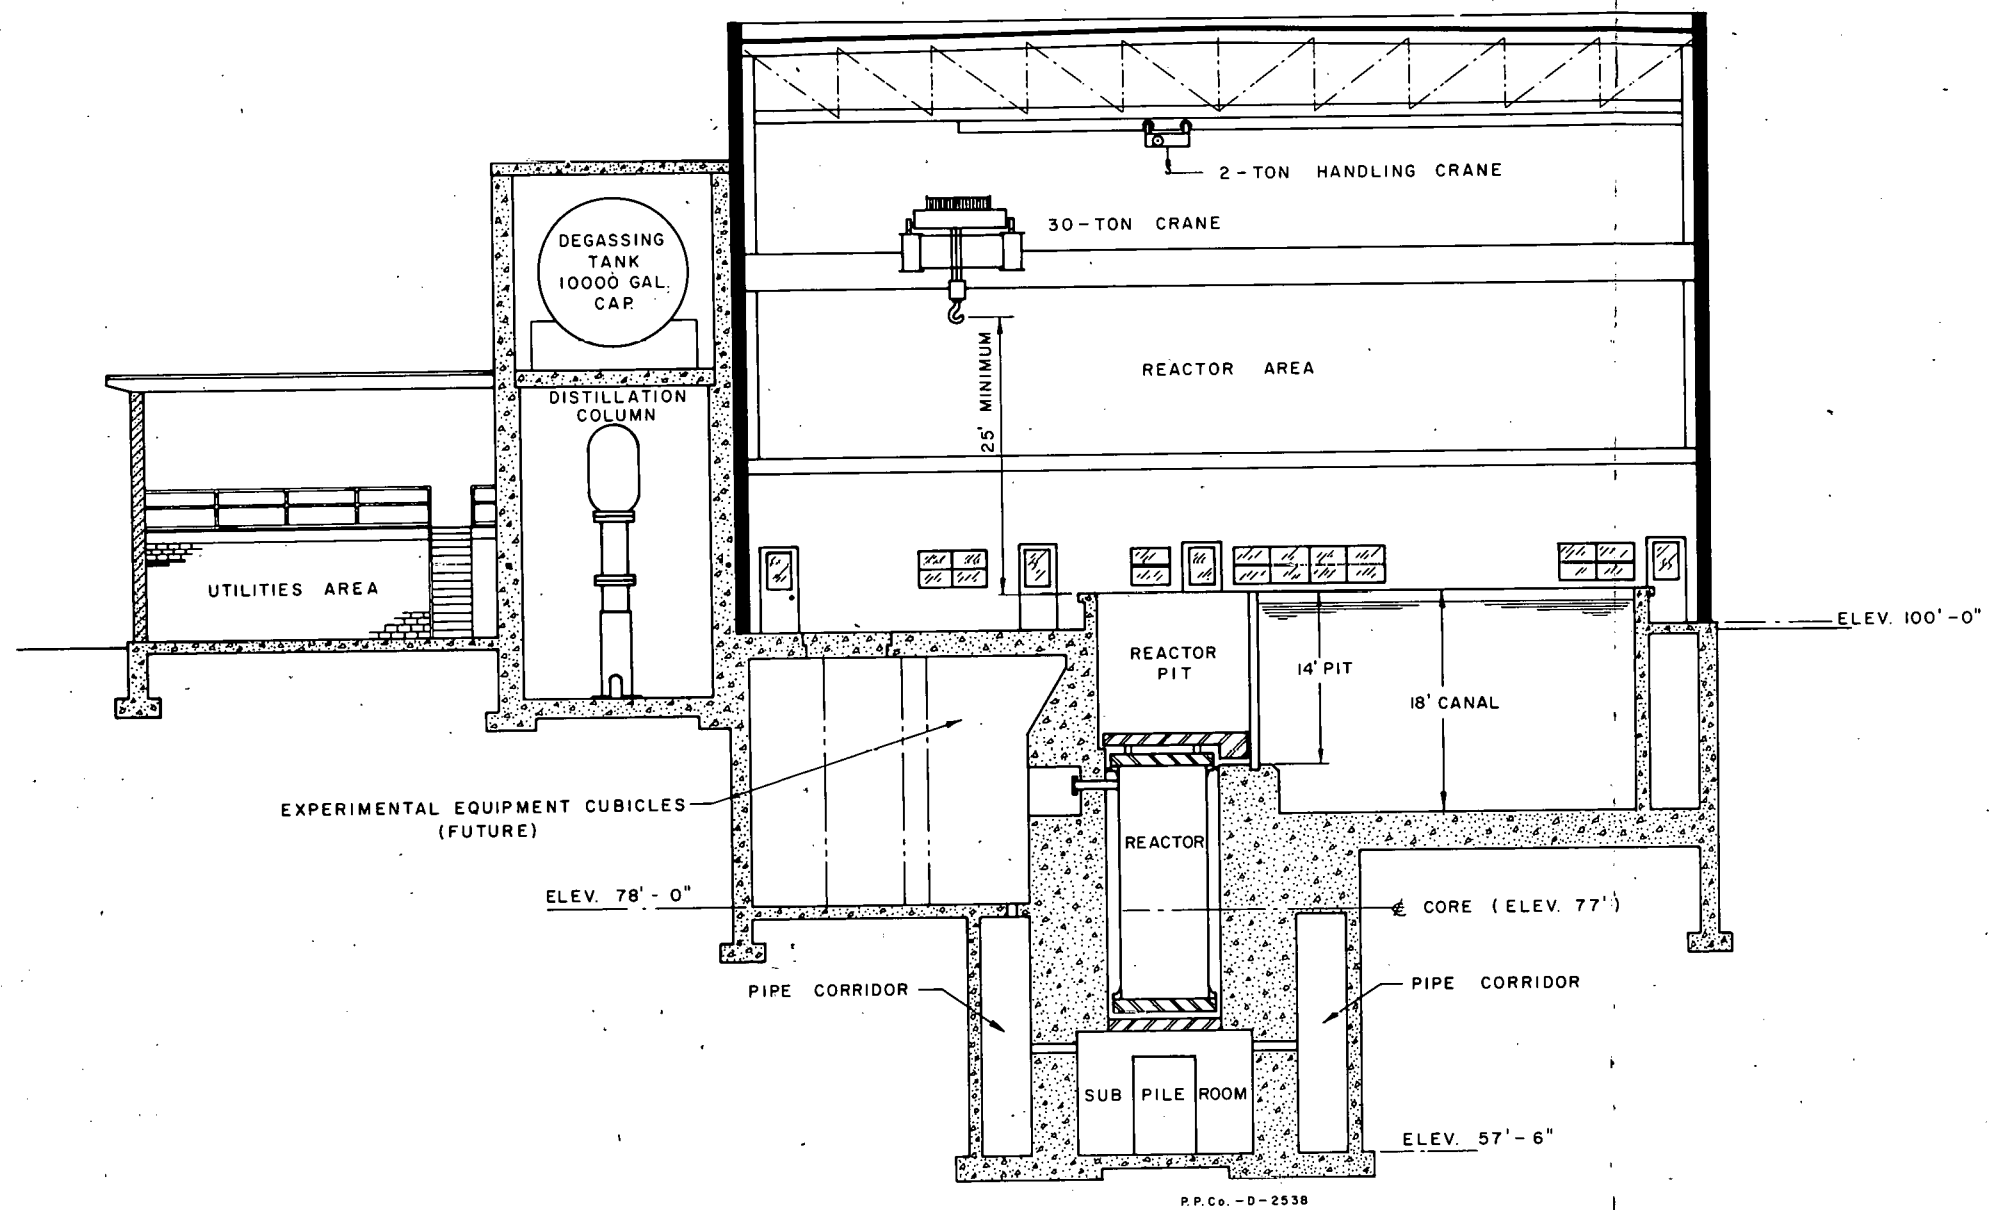 2-TON HANDLING CRANE
30-TON CRANE
DEGASSING
TANK
10000 GAL.
CAP.
25' MINIMUM
REACTOR AREA
DISTILLATION
COLUMN
UTILITIES AREA
ELEV. 100'-0"
REACTOR
PIT
14' PIT
18' CANAL
EXPERIMENTAL EQUIPMENT CUBICLES
(FUTURE)
REACTOR
ELEV. 78'-0"
℄ CORE (ELEV. 77')
PIPE CORRIDOR
PIPE CORRIDOR
SUB PILE ROOM
ELEV. 57'-6"
P.P.Co.-D-2538